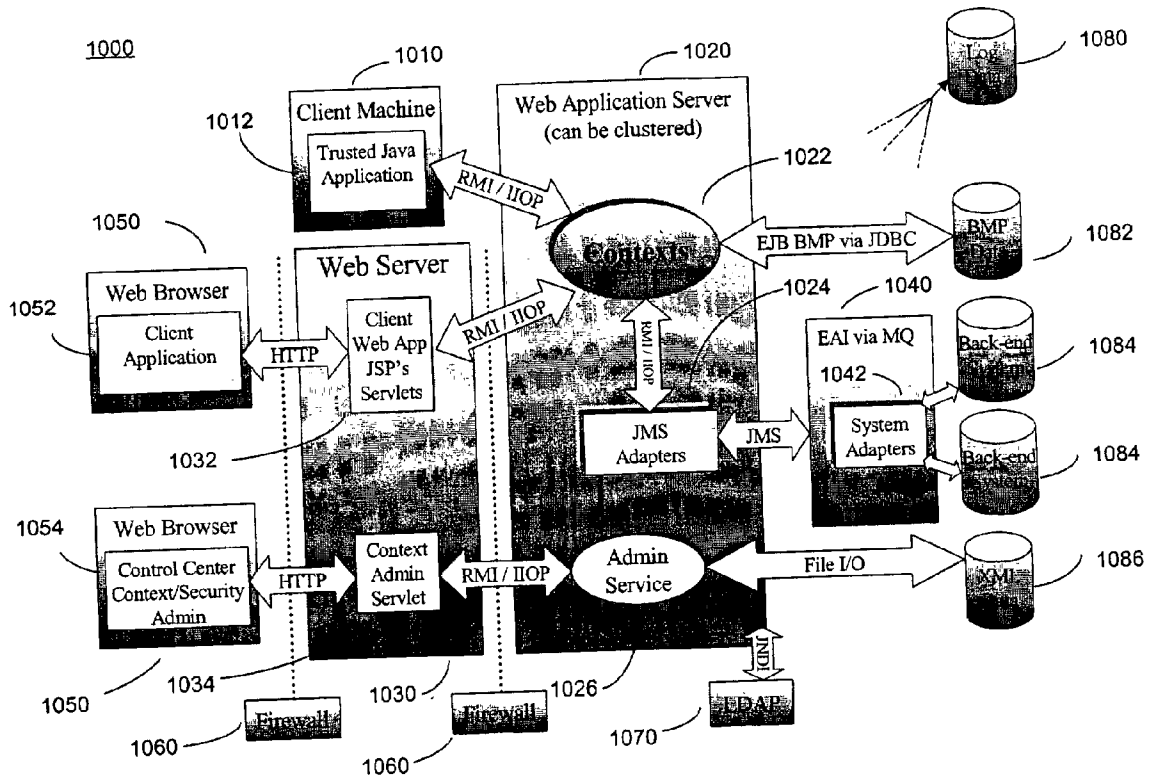 1000
1010
1012
Client Machine
Trusted Java
Application
RMI / IIOP
1020
Web Application Server
(can be clustered)
1022
Contexts
EJB BMP via JDBC
Log
Data
1080
BMP
Data
1082
1050
Web Browser
1052
Client
Application
HTTP
Web Server
Client
Web App
JSP's
Servlets
1032
RMI / IIOP
RMI / IIOP
1024
JMS
Adapters
JMS
1040
EAI via MQ
1042
System
Adapters
Back-end
System
1084
Back-end
System
1084
1054
Web Browser
Control Center
Context/Security
Admin
1050
HTTP
Context
Admin
Servlet
1034
1030
RMI / IIOP
Admin
Service
1026
File I/O
XML
1086
JNDI
LDAP
1070
Firewall
1060
Firewall
1060